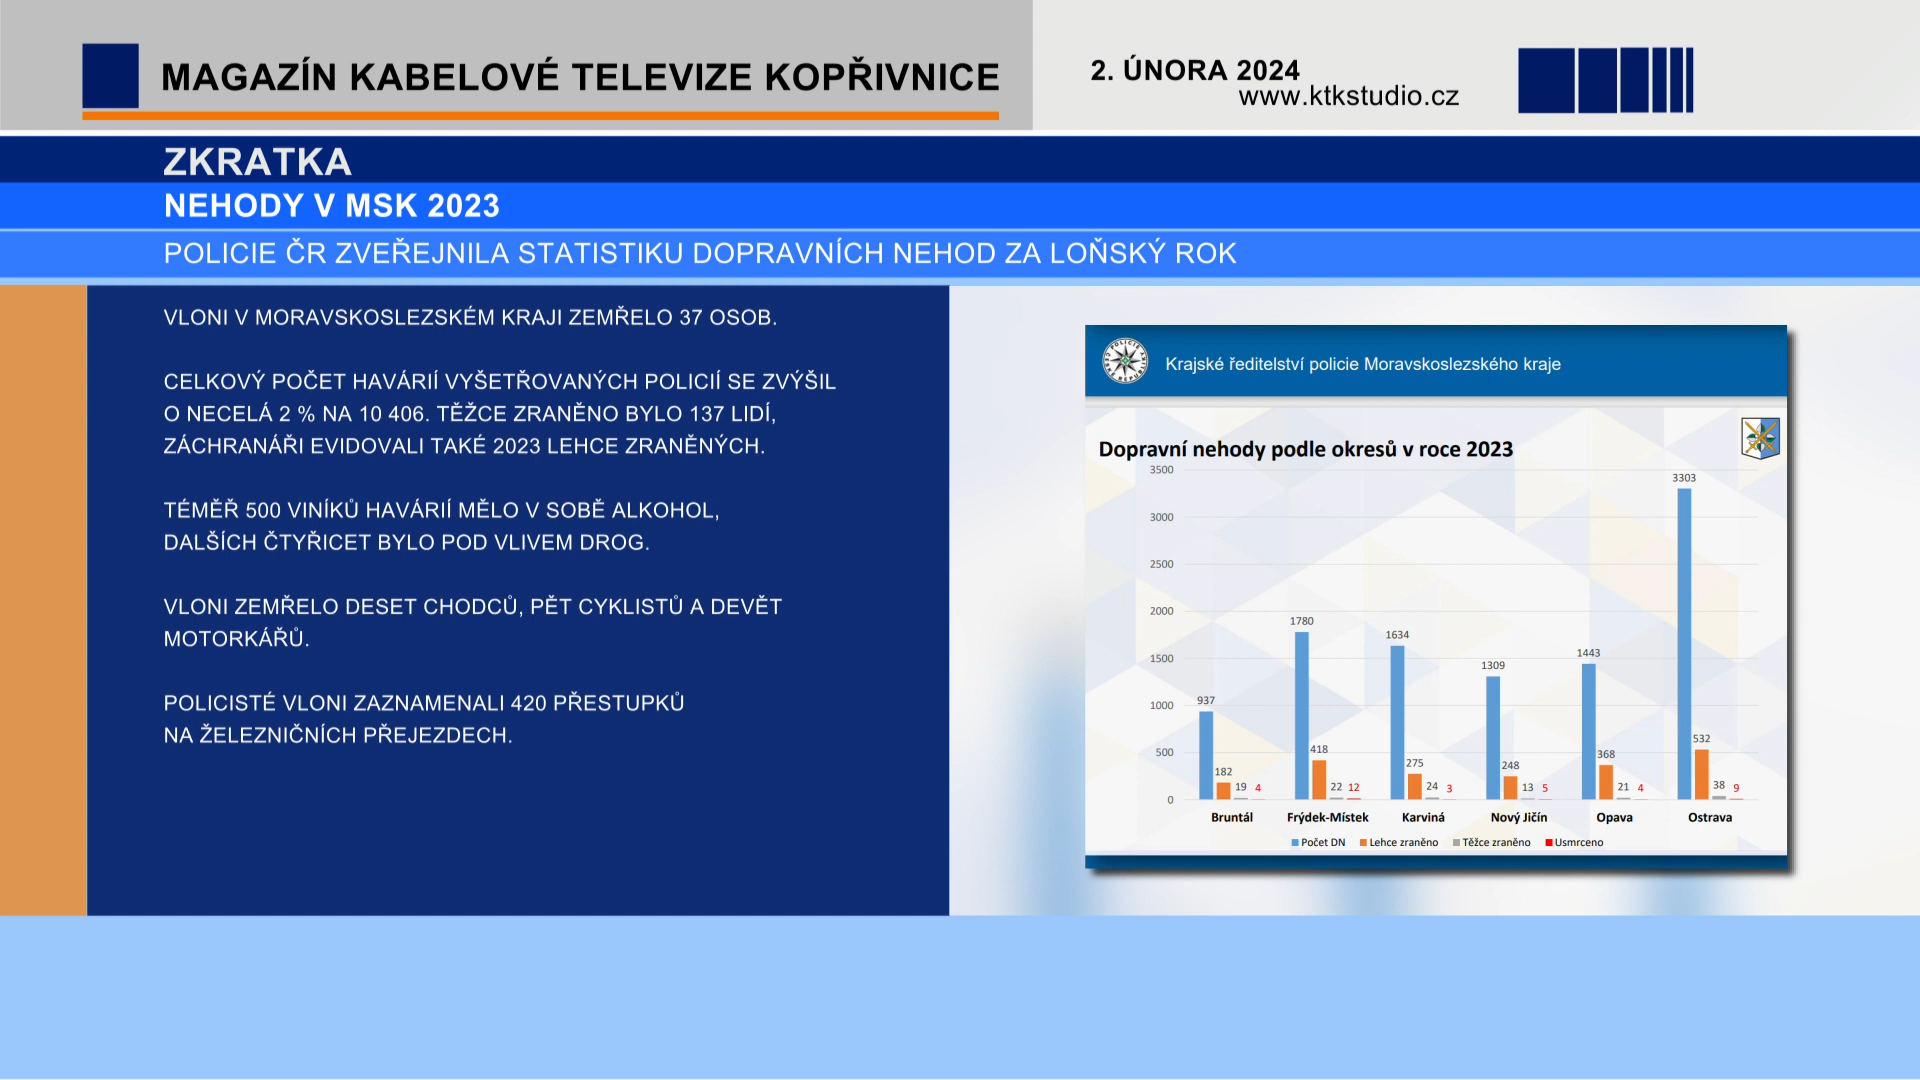 MAGAZÍN KABELOVÉ TELEVIZE KOPŘIVNICE
2. ÚNORA 2024
www.ktkstudio.cz
ZKRATKA
NEHODY V MSK 2023
POLICIE ČR ZVEŘEJNILA STATISTIKU DOPRAVNÍCH NEHOD ZA LOŇSKÝ ROK
VLONI V MORAVSKOSLEZSKÉM KRAJI ZEMŘELO 37 OSOB.
CELKOVÝ POČET HAVÁRIÍ VYŠETŘOVANÝCH POLICIÍ SE ZVÝŠIL
O NECELÁ 2 % NA 10 406. TĚŽCE ZRANĚNO BYLO 137 LIDÍ,
ZÁCHRANÁŘI EVIDOVALI TAKÉ 2023 LEHCE ZRANĚNÝCH.
TÉMĚŘ 500 VINÍKŮ HAVÁRIÍ MĚLO V SOBĚ ALKOHOL,
DALŠÍCH ČTYŘICET BYLO POD VLIVEM DROG.
VLONI ZEMŘELO DESET CHODCŮ, PĚT CYKLISTŮ A DEVĚT
MOTORKÁŘŮ.
POLICISTÉ VLONI ZAZNAMENALI 420 PŘESTUPKŮ
NA ŽELEZNIČNÍCH PŘEJEZDECH.
Krajské ředitelství policie Moravskoslezského kraje
Dopravní nehody podle okresů v roce 2023
3500
3000
2500
2000
1500
1000
500
0
937 182 19 4
1780 418 22 12
1634 275 24 3
1309 248 13 5
1443 368 21 4
3303 532 38 9
Bruntál Frýdek-Místek Karviná Nový Jičín Opava Ostrava
Počet DN Lehce zraněno Těžce zraněno Usmrceno